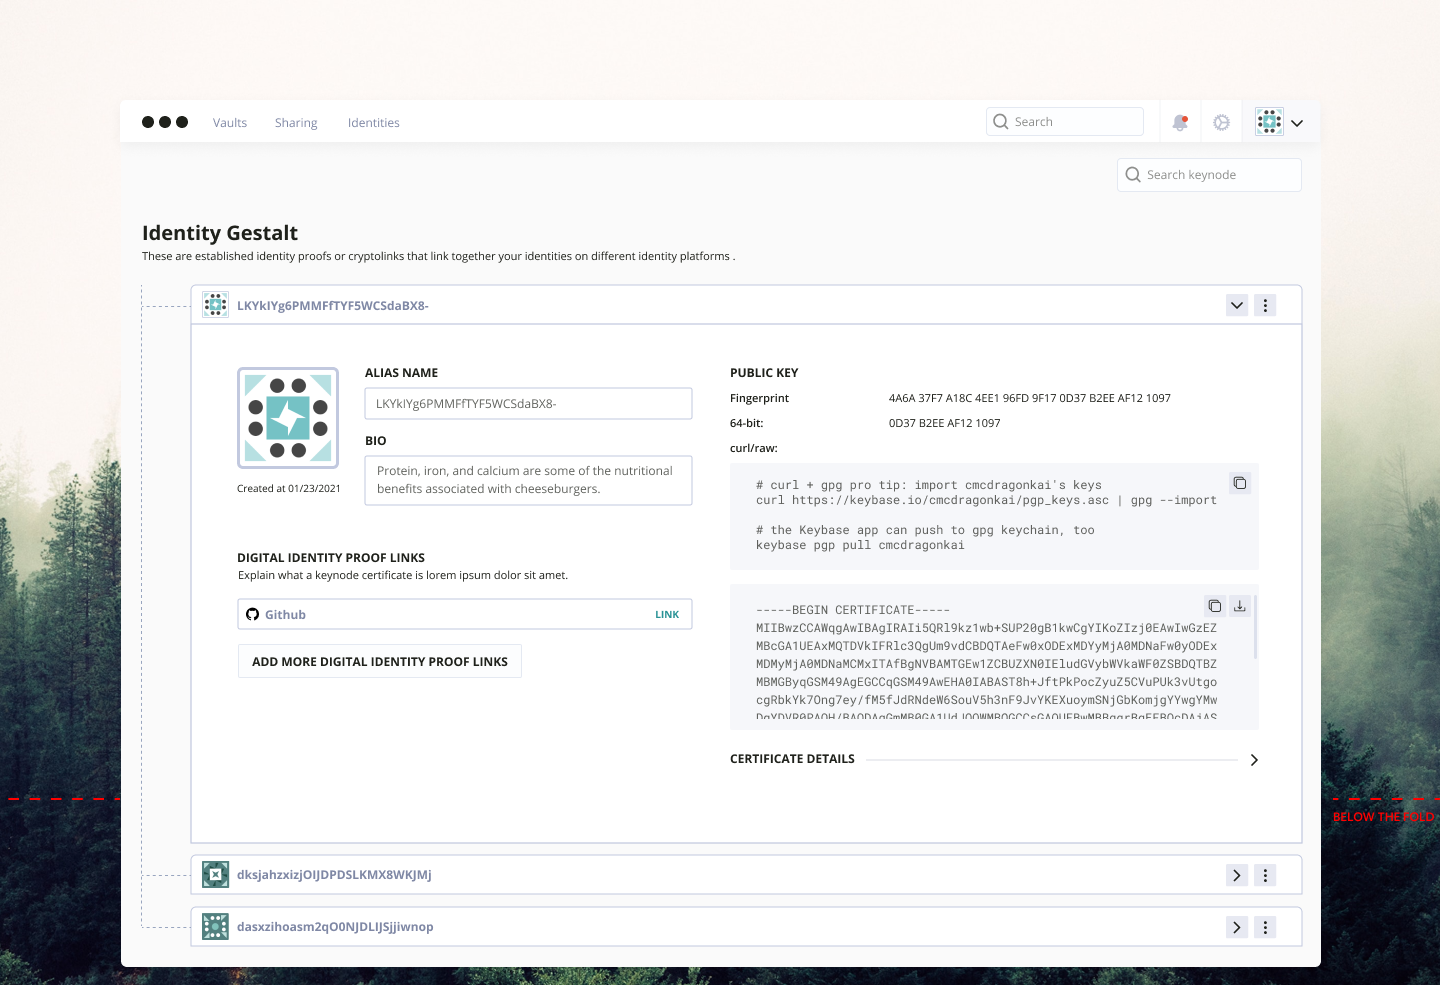 Vaults Sharing Identities Search
Search keynode
Identity Gestalt
These are established identity proofs or cryptolinks that link together your identities on different identity platforms .
LKYkIYg6PMMFfTYF5WCSdaBX8-
ALIAS NAME
LKYkIYg6PMMFfTYF5WCSdaBX8-
BIO
Protein, iron, and calcium are some of the nutritional
benefits associated with cheeseburgers.
Created at 01/23/2021
DIGITAL IDENTITY PROOF LINKS
Explain what a keynode certificate is lorem ipsum dolor sit amet.
Github LINK
ADD MORE DIGITAL IDENTITY PROOF LINKS
PUBLIC KEY
Fingerprint 4A6A 37F7 A18C 4EE1 96FD 9F17 0D37 B2EE AF12 1097
64-bit: 0D37 B2EE AF12 1097
curl/raw:
# curl + gpg pro tip: import cmcdragonkai's keys
curl https://keybase.io/cmcdragonkai/pgp_keys.asc | gpg --import
# the Keybase app can push to gpg keychain, too
keybase pgp pull cmcdragonkai
-----BEGIN CERTIFICATE-----
MIIBwzCCAWqgAwIBAgIRAIi5QRl9kz1wb+SUP20gB1kwCgYIKoZIzj0EAwIwGzEZ
MBcGA1UEAxMQTDVkIFRlc3QgUm9vdCBDQTAeFw0xODExMDYyMjA0MDNaFw0yODEx
MDMyMjA0MDNaMCMxITAfBgNVBAMTGEw1ZCBUZXN0IEludGVybWVkaWF0ZSBDQTBZ
MBMGByqGSM49AgEGCCqGSM49AwEHA0IABAST8h+JftPkPocZyuZ5CVuPUk3vUtgo
cgRbkYk7Ong7ey/fM5fJdRNdeW6SouV5h3nF9JvYKEXuoymSNjGbKomjgYYwgYMw
DgYDVR0PAQH/BAQDAgGmMB0GA1UdJQQWMBQGCCsGAQUFBwMBBggrBgEFBQcDAjAS
CERTIFICATE DETAILS
BELOW THE FOLD
dksjahzxizjOIJDPDSLKMX8WKJMj
dasxzihoasm2qO0NJDLIJSjjiwnop